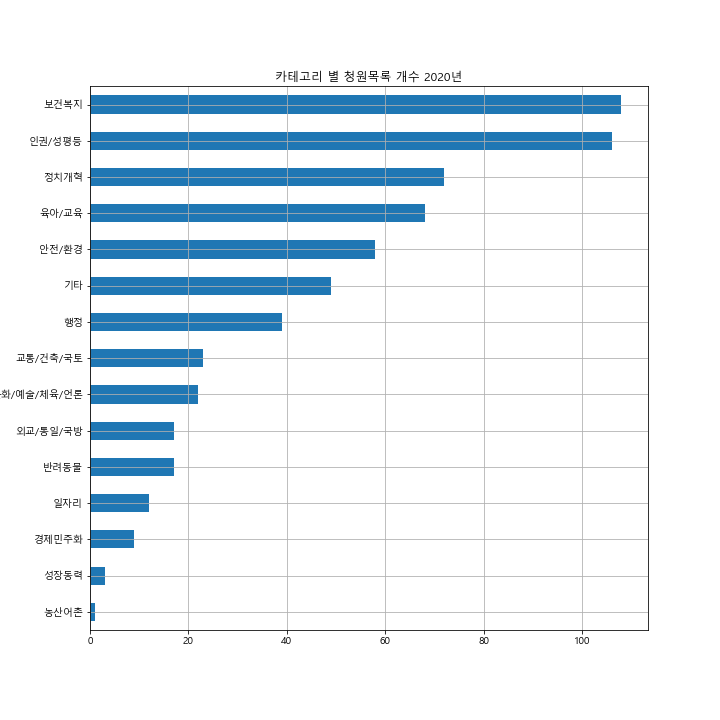 카테고리 별 청원목록 개수 2020년
보건복지
인권/성평등
정치개혁
육아/교육
안전/환경
기타
행정
교통/건축/국토
화/예술/체육/언론
외교/통일/국방
반려동물
일자리
경제민주화
성장동력
농산어촌
0 20 40 60 80 100